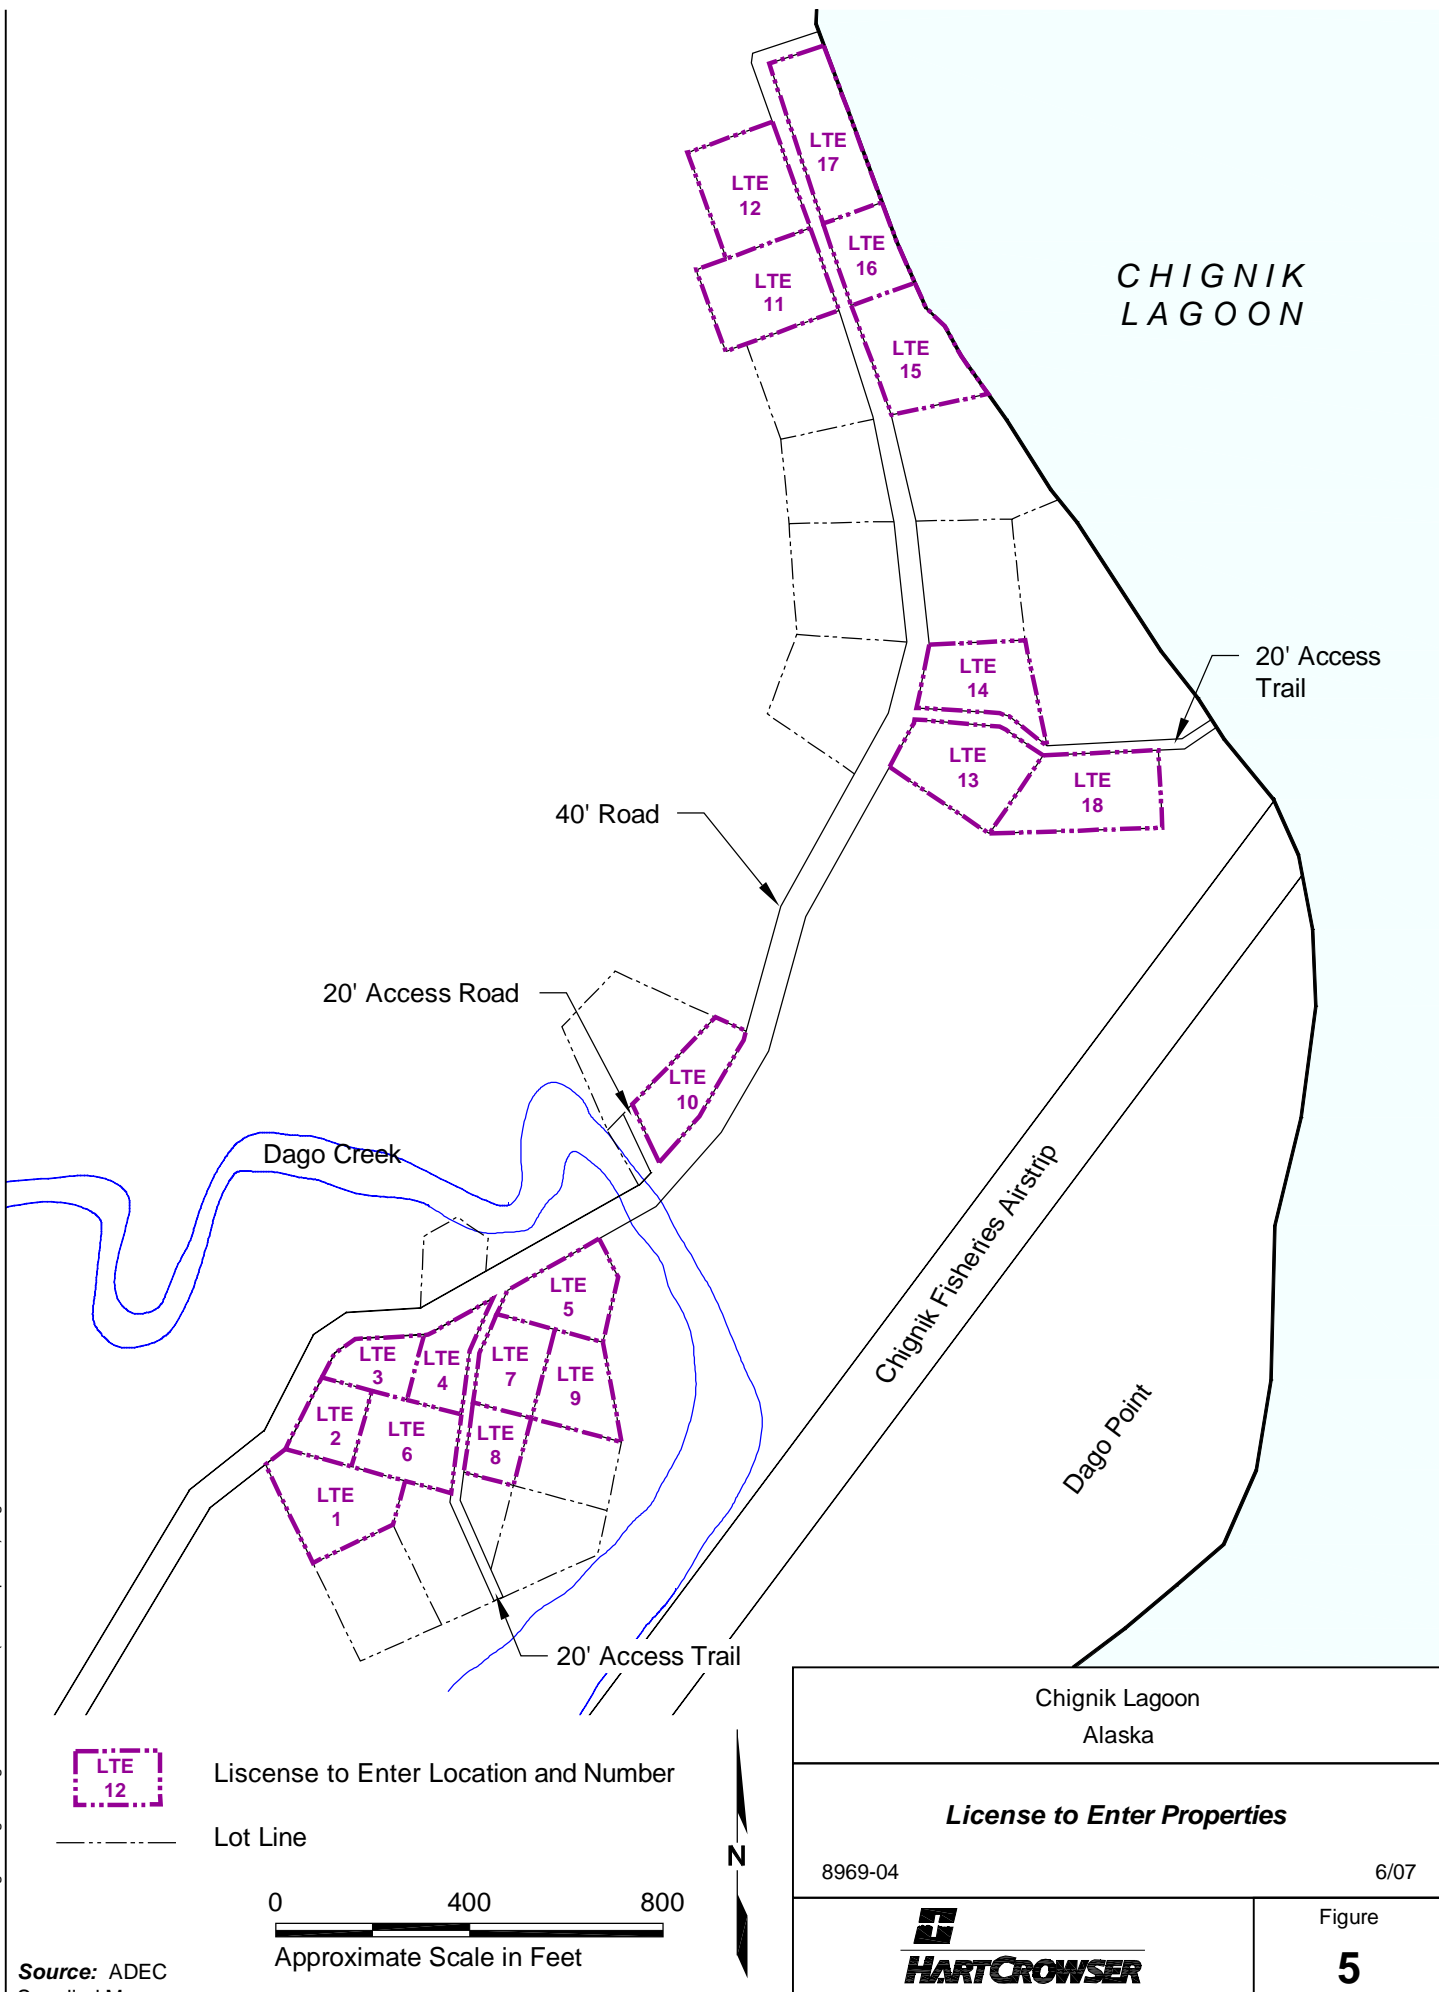 LTE
17
LTE
12
LTE
16
LTE
11
LTE
15
CHIGNIK
LAGOON
LTE
14
20' Access
Trail
LTE
13
LTE
18
40' Road
20' Access Road
LTE
10
Dago Creek
Chignik Fisheries Airstrip
Dago Point
LTE
5
LTE
3
LTE
4
LTE
7
LTE
9
LTE
2
LTE
6
LTE
8
LTE
1
20' Access Trail
LTE
12
Liscense to Enter Location and Number
Lot Line
0 400 800
Approximate Scale in Feet
N
Source: ADEC
Chignik Lagoon
Alaska
License to Enter Properties
8969-04 6/07
HARTCROWSER
Figure
5